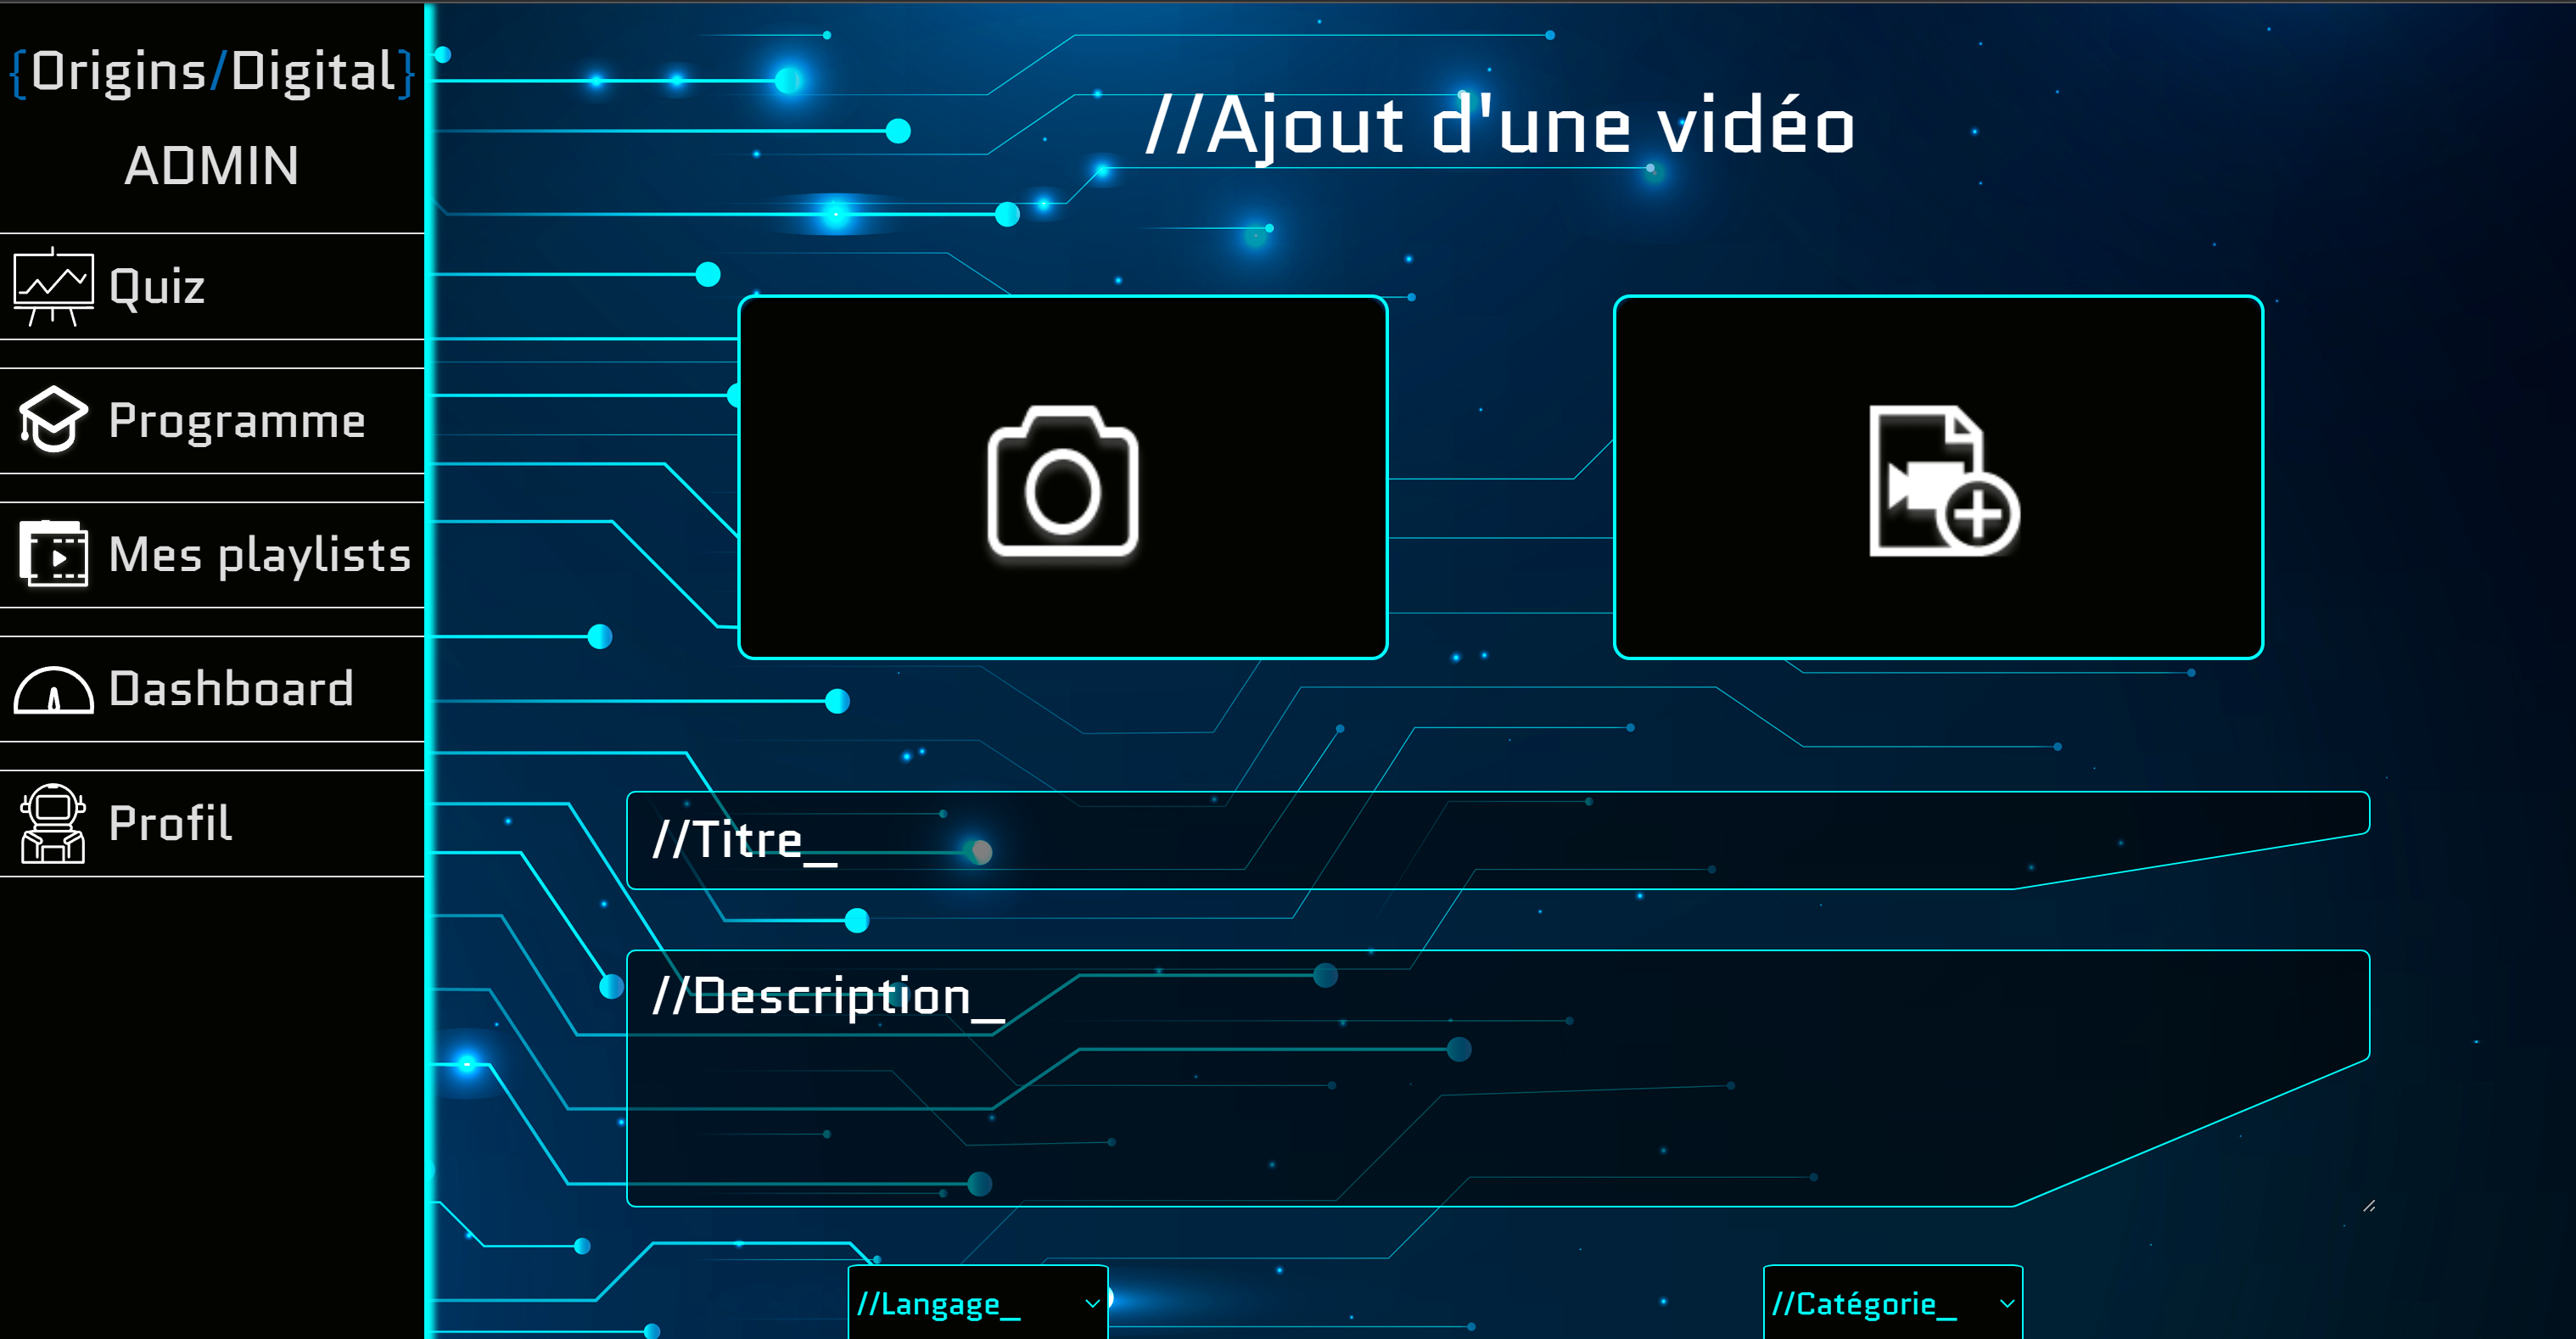 {Origins/Digital}
ADMIN
Quiz
Programme
Mes playlists
Dashboard
Profil
//Ajout d'une vidéo
//Titre_
//Description_
//Langage_
//Catégorie_